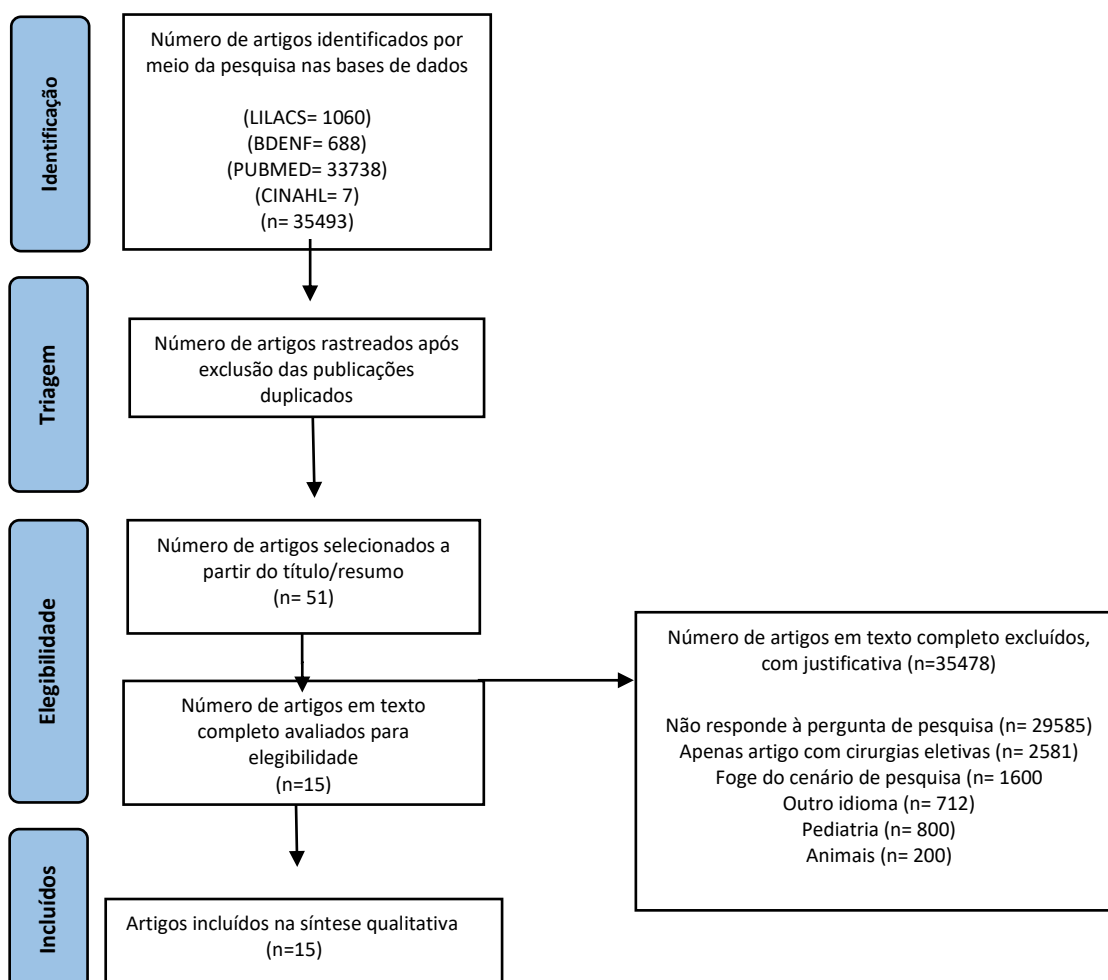 Identificação
Número de artigos identificados por
meio da pesquisa nas bases de dados
(LILACS= 1060)
(BDENF= 688)
(PUBMED= 33738)
(CINAHL= 7)
(n= 35493)
Triagem
Número de artigos rastreados após
exclusão das publicações
duplicados
Elegibilidade
Número de artigos selecionados a
partir do título/resumo
(n= 51)
Número de artigos em texto
completo avaliados para
elegibilidade
(n=15)
Número de artigos em texto completo excluídos,
com justificativa (n=35478)
Não responde à pergunta de pesquisa (n= 29585)
Apenas artigo com cirurgias eletivas (n= 2581)
Foge do cenário de pesquisa (n= 1600
Outro idioma (n= 712)
Pediatria (n= 800)
Animais (n= 200)
Incluídos
Artigos incluídos na síntese qualitativa
(n=15)